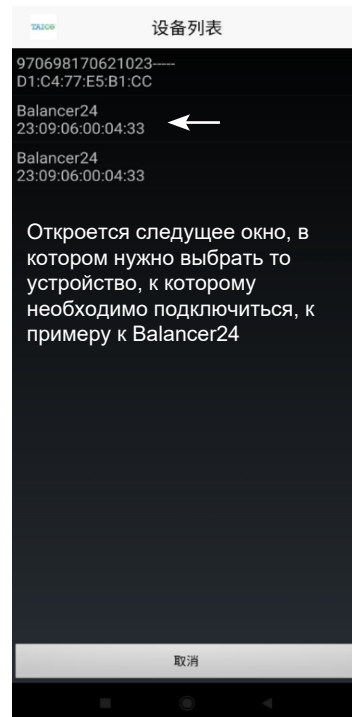 TAICO
设备列表
970698170621023-----
D1:C4:77:E5:B1:CC
Balancer24
23:09:06:00:04:33
Balancer24
23:09:06:00:04:33
Откроется следущее окно, в
котором нужно выбрать то
устройство, к которому
необходимо подключиться, к
примеру к Balancer24
取消